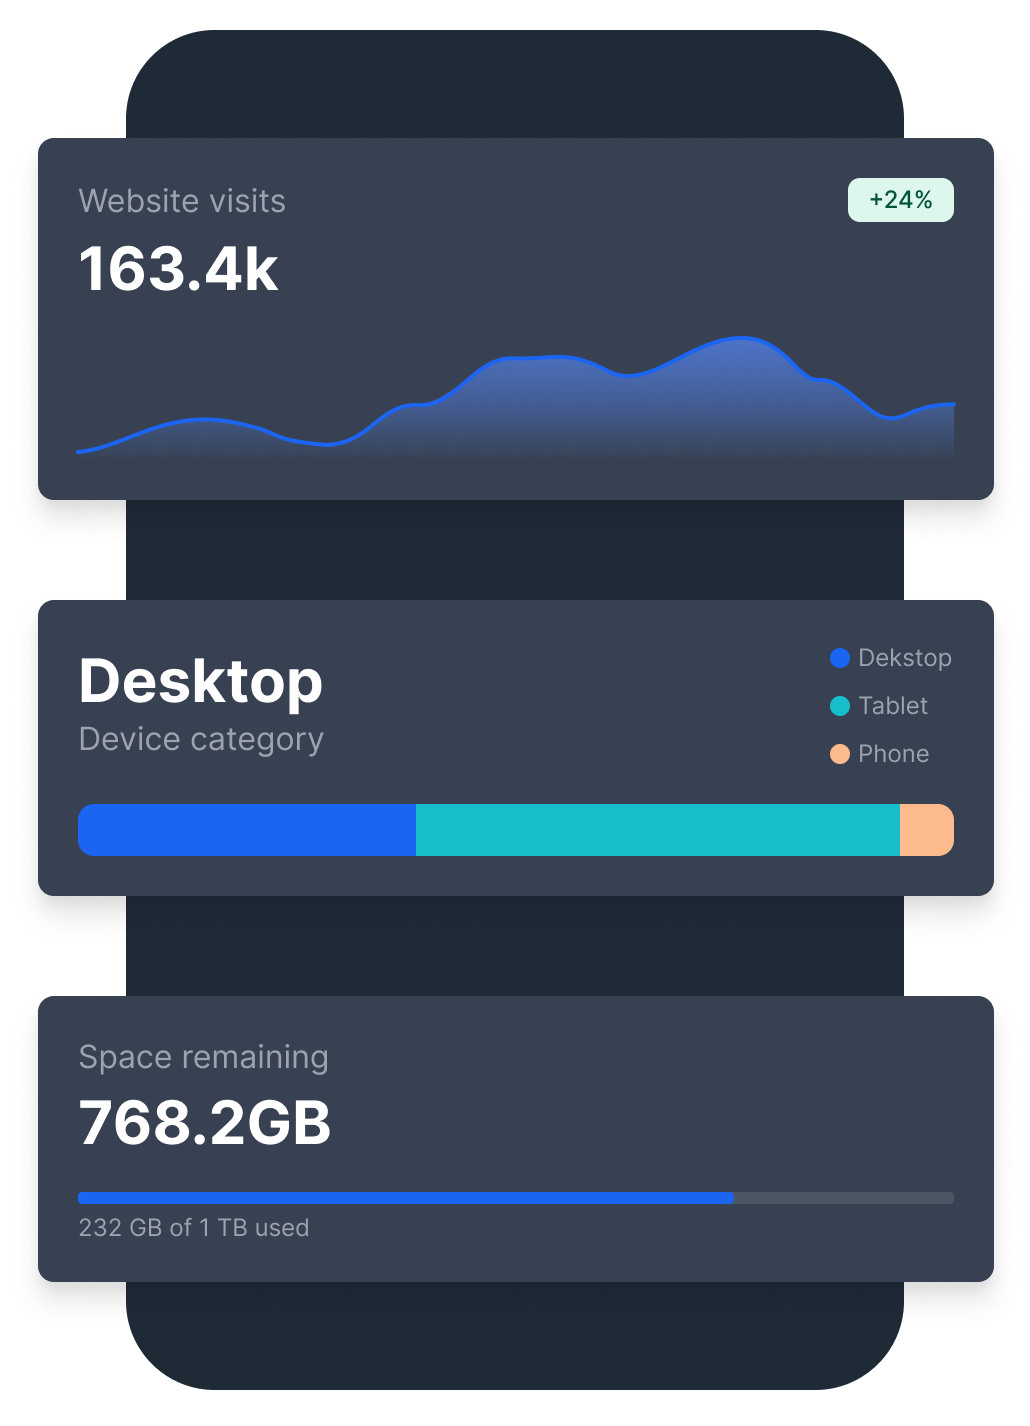 Website visits
+24%
163.4k
Desktop
Device category
Dekstop
Tablet
Phone
Space remaining
768.2GB
232 GB of 1 TB used